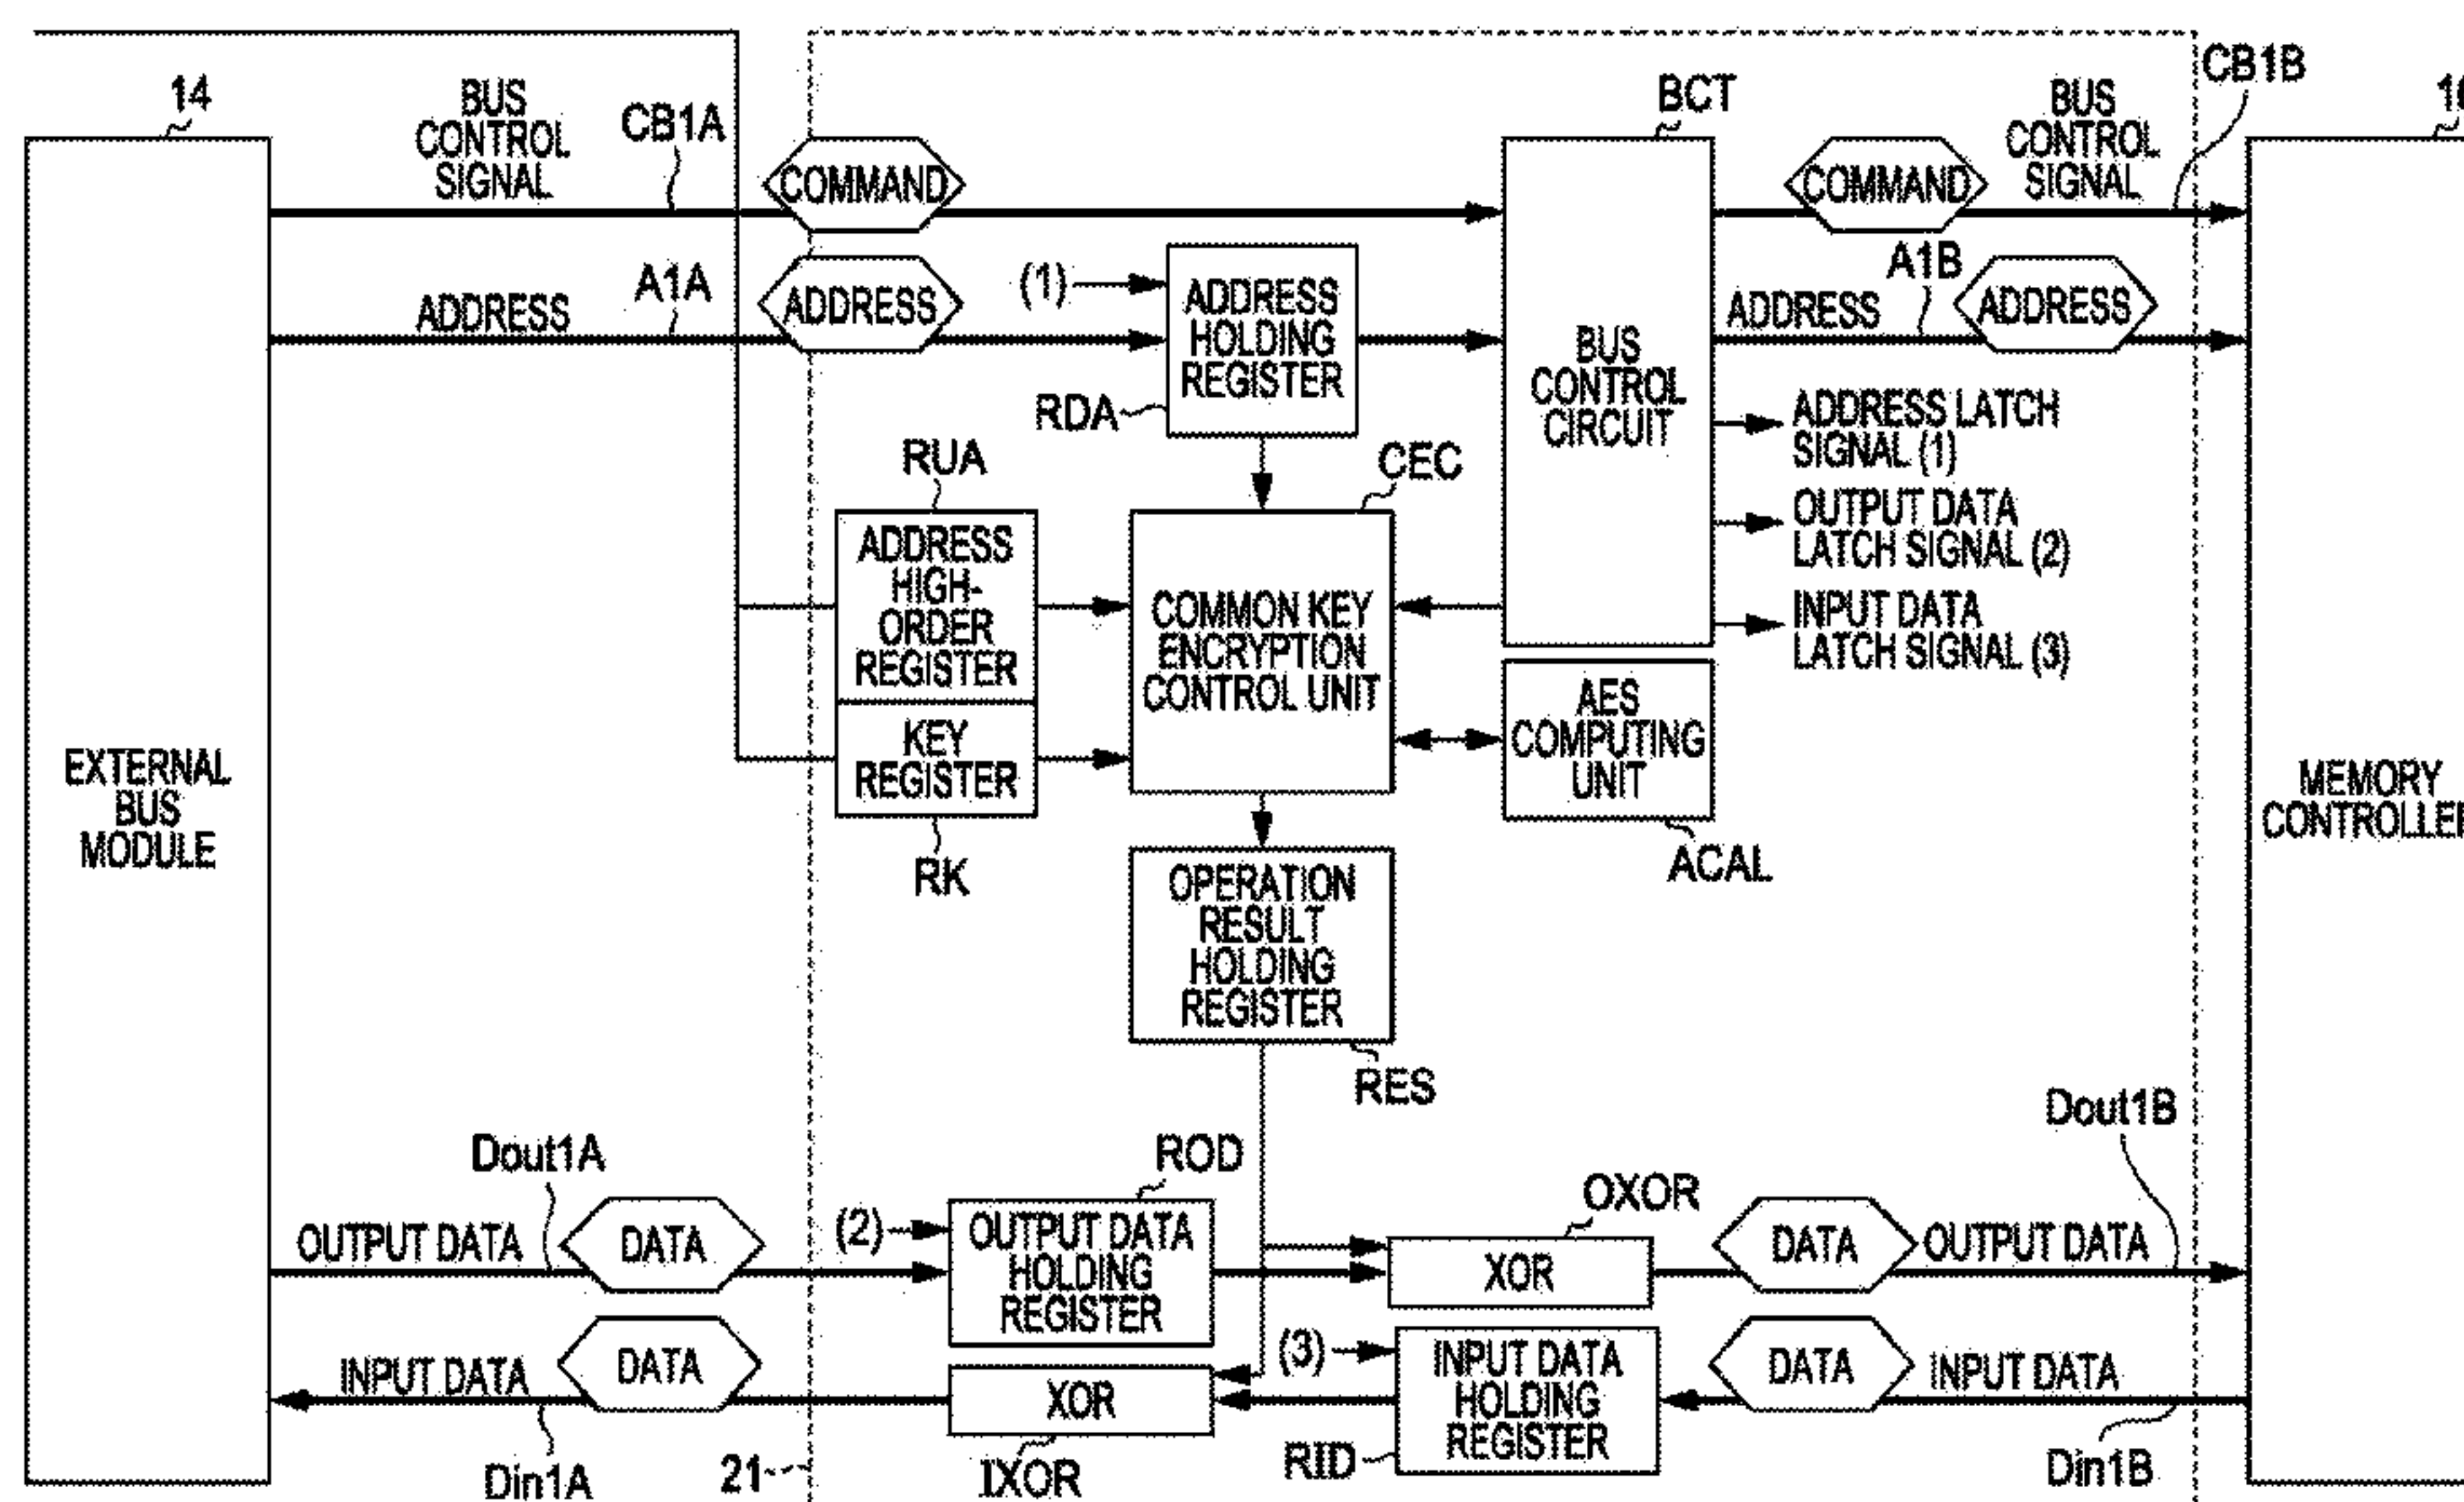 14
BUS
CONTROL
SIGNAL
CB1A
COMMAND
BCT
COMMAND
BUS
CONTROL
SIGNAL
CB1B
ADDRESS
A1A
ADDRESS
(1)
ADDRESS
HOLDING
REGISTER
RDA
BUS
CONTROL
CIRCUIT
ADDRESS
A1B
ADDRESS
ADDRESS LATCH
SIGNAL (1)
OUTPUT DATA
LATCH SIGNAL (2)
INPUT DATA
LATCH SIGNAL (3)
RUA
ADDRESS
HIGH-
ORDER
REGISTER
KEY
REGISTER
RK
CEC
COMMON KEY
ENCRYPTION
CONTROL UNIT
AES
COMPUTING
UNIT
ACAL
EXTERNAL
BUS
MODULE
MEMORY
CONTROLLER
OPERATION
RESULT
HOLDING
REGISTER
RES
Dout1A
OUTPUT DATA
DATA
(2)
ROD
OUTPUT DATA
HOLDING
REGISTER
OXOR
XOR
DATA
OUTPUT DATA
Dout1B
INPUT DATA
DATA
Din1A
21
XOR
IXOR
(3)
INPUT DATA
HOLDING
REGISTER
RID
DATA
INPUT DATA
Din1B